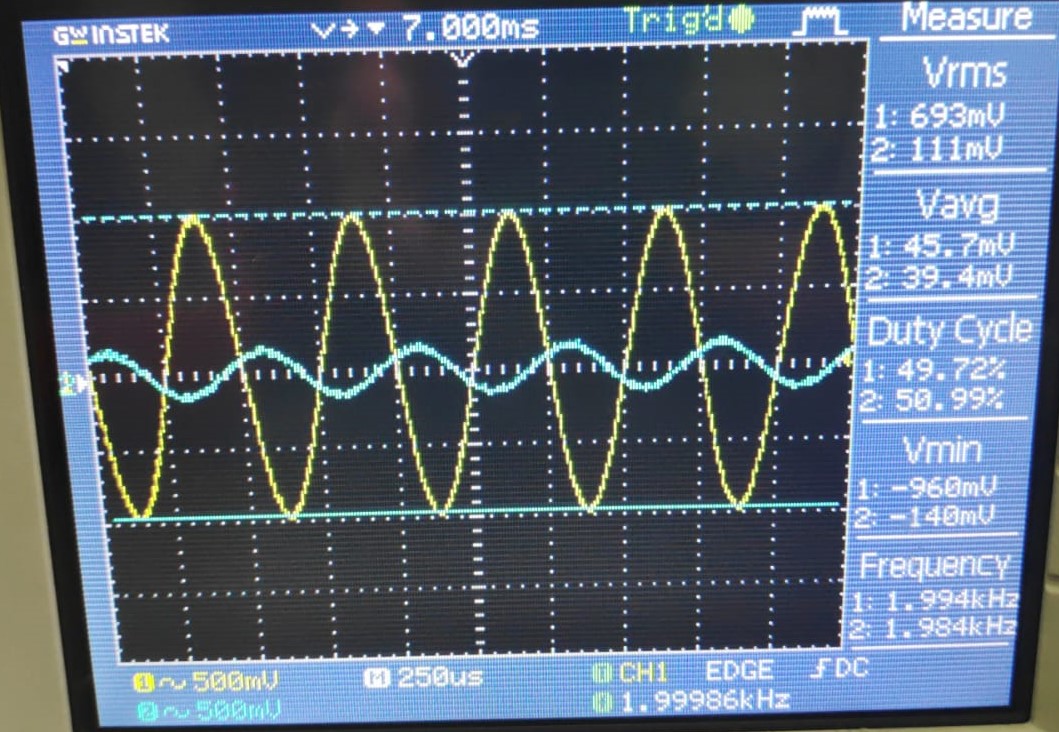 GW INSTEK 7.000ms Trig'd Measure
Vrms
1: 693mV
2: 111mV
Vavg
1: 45.7mV
2: 39.4mV
Duty Cycle
1: 49.72%
2: 50.99%
Vmin
1: -960mV
2: -140mV
Frequency
1: 1.994kHz
2: 1.984kHz
1 ~ 500mV M 250us CH1 EDGE DC
2 ~ 500mV 1.99986kHz